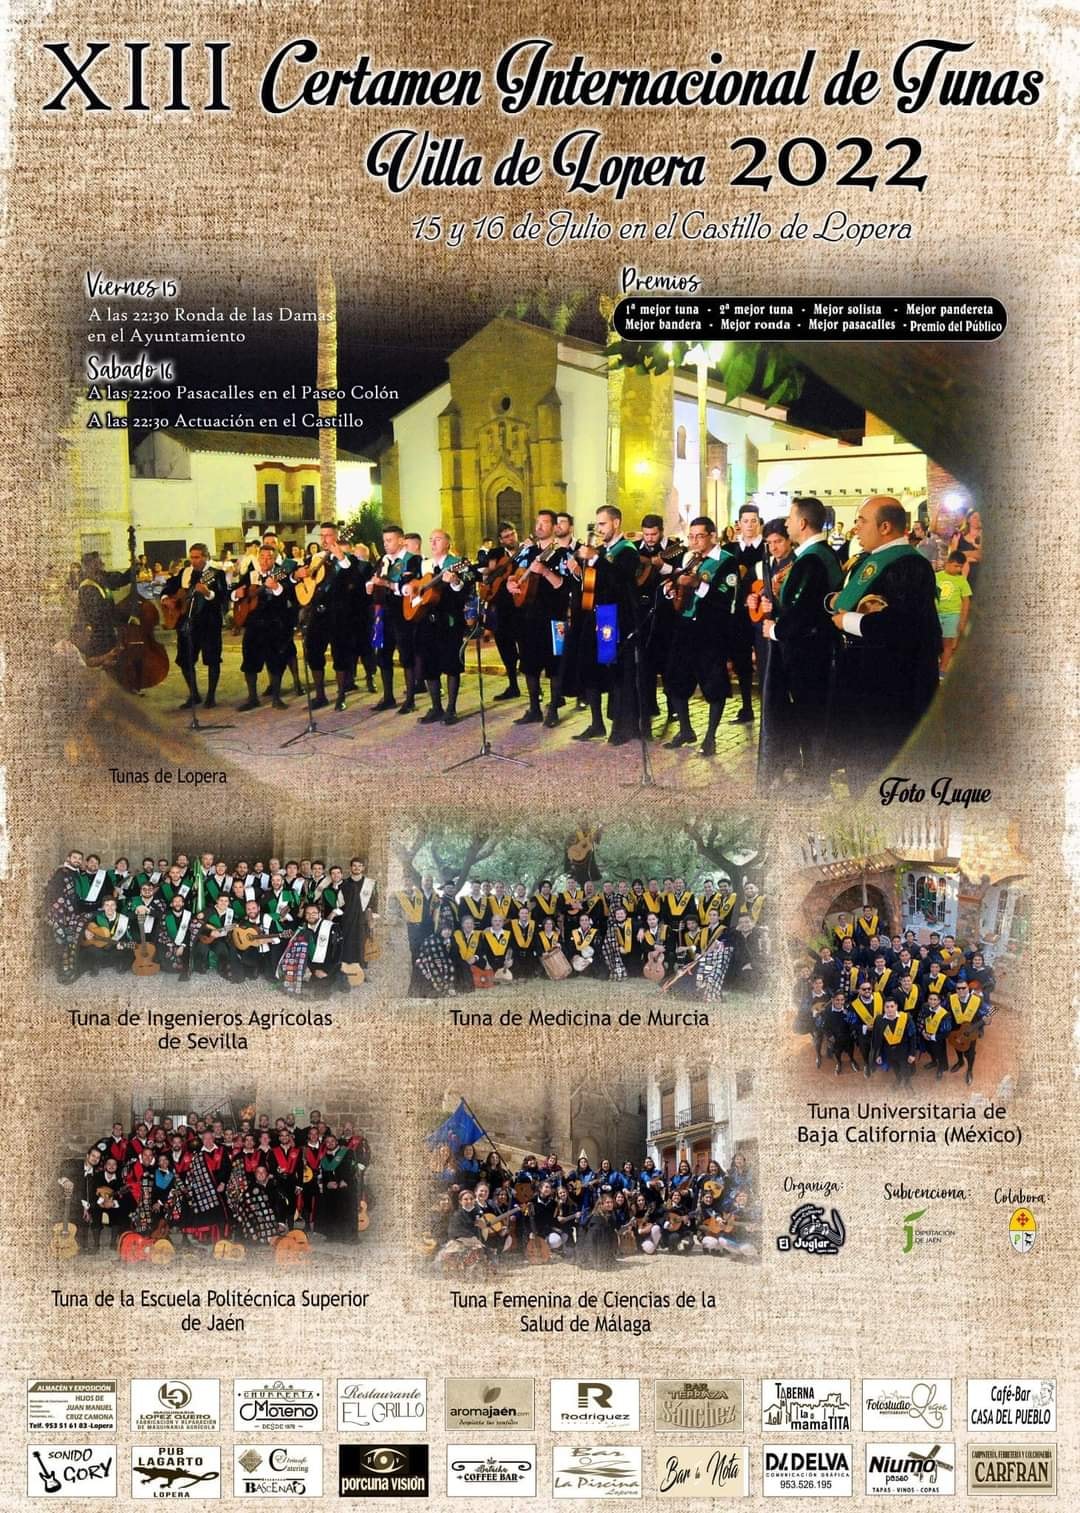 XIII Certamen Internacional de Tunas
Villa de Lopera 2022
15 y 16 de Julio en el Castillo de Lopera
Viernes 15
A las 22:30 Ronda de las Damas
en el Ayuntamiento
Sabado 16
A las 22:00 Pasacalles en el Paseo Colón
A las 22:30 Actuación en el Castillo
Premios
1ª mejor tuna - 2ª mejor tuna - Mejor solista - Mejor pandereta
Mejor bandera - Mejor ronda - Mejor pasacalles - Premio del Público
Tunas de Lopera
Foto Luque
Tuna de Ingenieros Agrícolas
de Sevilla
Tuna de Medicina de Murcia
Tuna Universitaria de
Baja California (México)
Tuna de la Escuela Politécnica Superior
de Jaén
Tuna Femenina de Ciencias de la
Salud de Málaga
Organiza:
El Juglar
Subvenciona:
DIPUTACIÓN
DE JAÉN
Colabora:
P
ALMACÉN Y EXPOSICIÓN
HIJOS DE
JUAN MANUEL
CRUZ CAMONA
Telf. 953 51 61 83-Lopera
LQ
MAQUINARIA
LOPEZ QUERO
FABRICACIÓN Y REPARACIÓN
DE MAQUINARIA AGRÍCOLA
CHURRERÍA
Moreno
DESDE 1978
Restaurante
EL GRILLO
aromajaén.com
R
Rodriguez
BAR
TERRAZA
Sánchez
TABERNA
La
mamaTITA
Fotostudio
Luque
Café-Bar
CASA DEL PUEBLO
SONIDO
GORY
PUB
LAGARTO
LOPERA
Catering
BAsCENA
porcuna visión
COFFEE BAR
Bar
La Piscina
Lopera
Bar la Nota
DV. DELVA
COMUNICACIÓN GRÁFICA
953.526.195
Niumo
paseo
TAPAS - VINOS - COPAS
CARPINTERÍA, FERRETERÍA Y COLCHONERÍA
CARFRAN